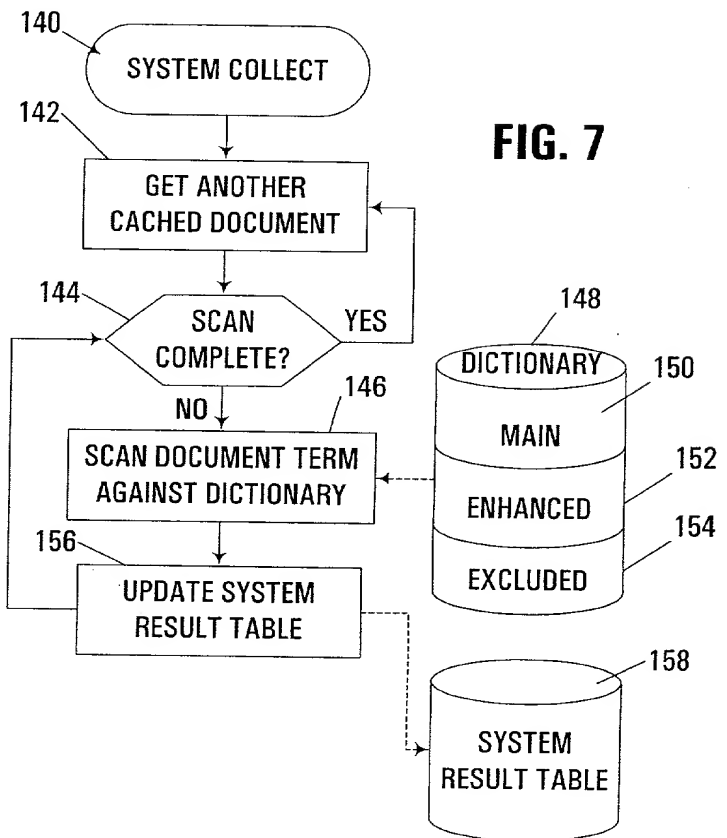 140
SYSTEM COLLECT
142
FIG. 7
GET ANOTHER
CACHED DOCUMENT
144
SCAN
COMPLETE?
YES
NO
146
148
DICTIONARY
150
MAIN
SCAN DOCUMENT TERM
AGAINST DICTIONARY
152
ENHANCED
154
EXCLUDED
156
UPDATE SYSTEM
RESULT TABLE
158
SYSTEM
RESULT TABLE